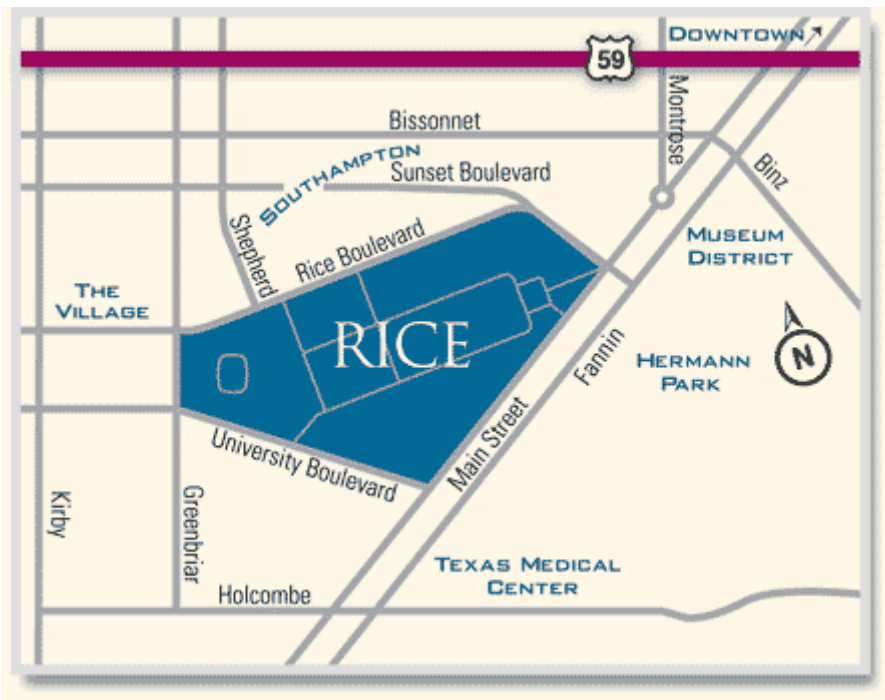 DOWNTOWN
59
Montrose
Bissonnet
SOUTHAMPTON
Sunset Boulevard
Binz
Shepherd
Rice Boulevard
MUSEUM
DISTRICT
THE
VILLAGE
RICE
Fannin
N
HERMANN
PARK
Main Street
University Boulevard
Kirby
Greenbriar
TEXAS MEDICAL
CENTER
Holcombe